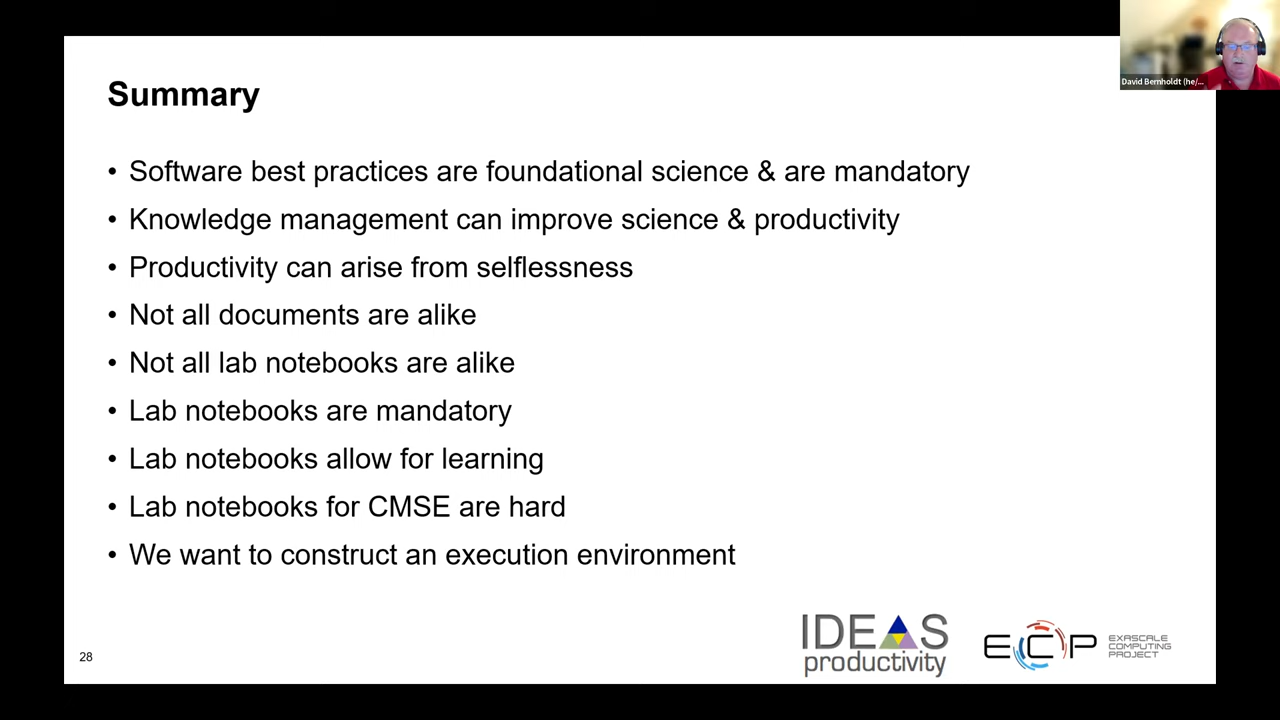 David Bernholdt (he/...
Summary
• Software best practices are foundational science & are mandatory
• Knowledge management can improve science & productivity
• Productivity can arise from selflessness
• Not all documents are alike
• Not all lab notebooks are alike
• Lab notebooks are mandatory
• Lab notebooks allow for learning
• Lab notebooks for CMSE are hard
• We want to construct an execution environment
28
IDEAS
productivity
ECP
EXASCALE
COMPUTING
PROJECT